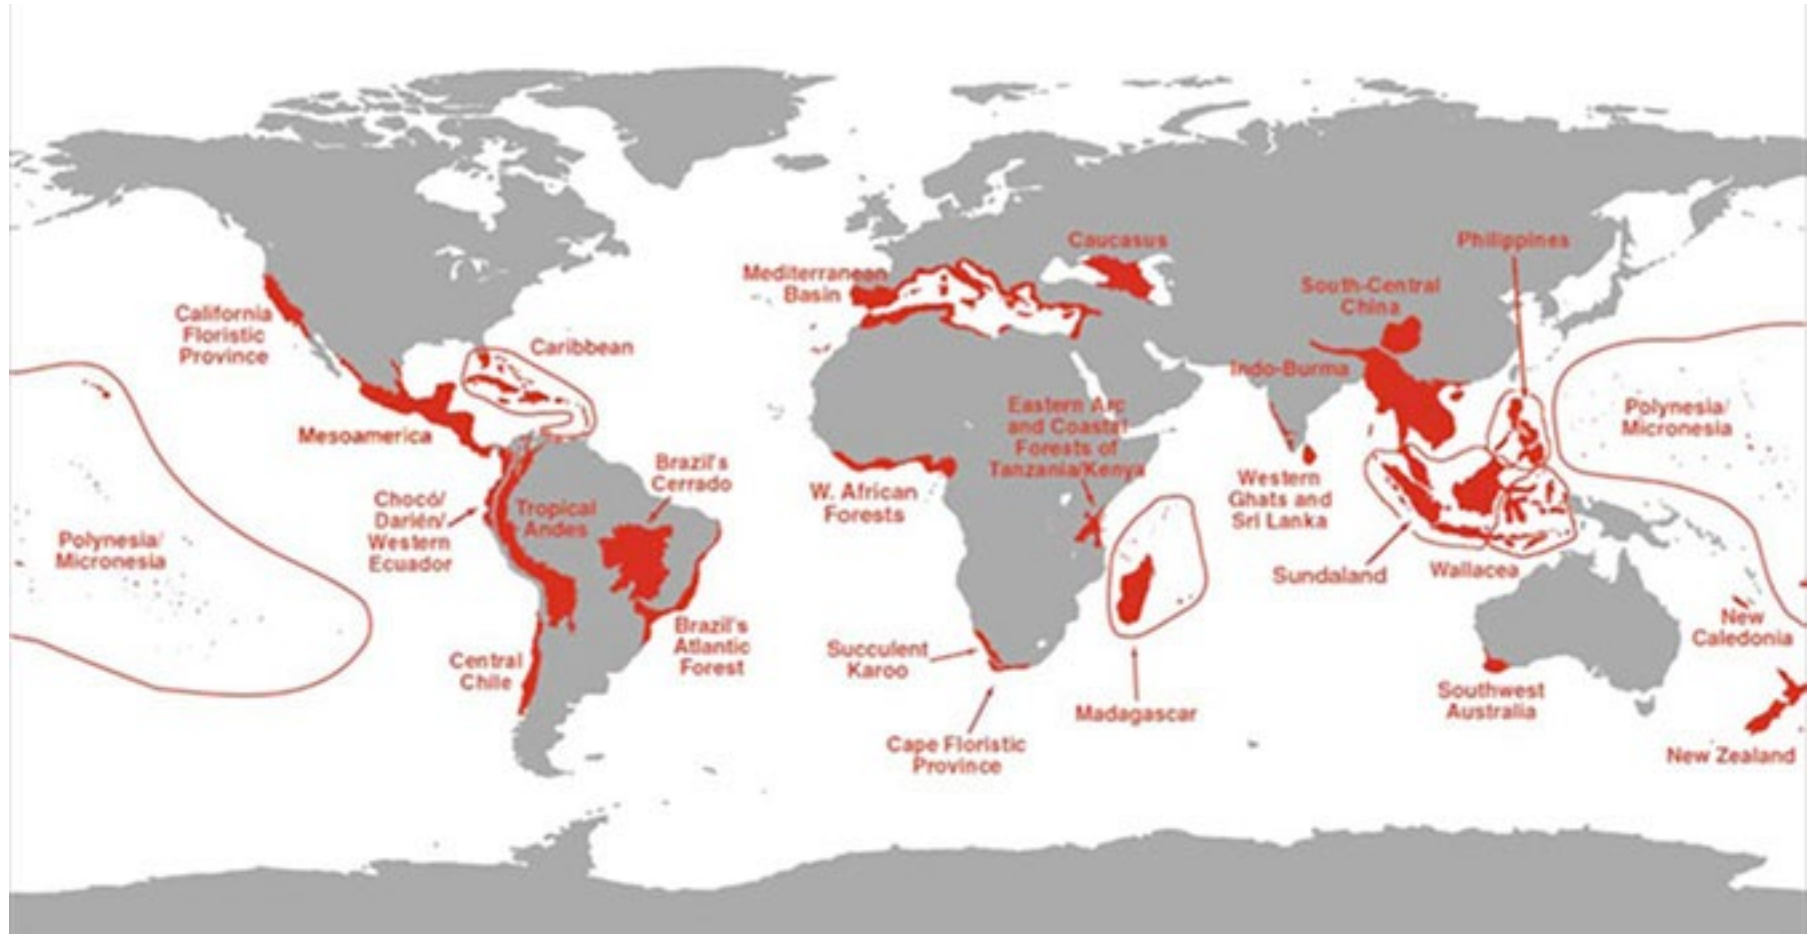 Caucasus
Philippines
Mediterranean
Basin
South-Central
China
California
Floristic
Province
Caribbean
Indo-Burma
Eastern Arc
and Coastal
Forests of
Tanzania/Kenya
Polynesia/
Micronesia
Mesoamerica
Brazil's
Cerrado
W. African
Forests
Western
Ghats and
Sri Lanka
Chocó/
Darién/
Western
Ecuador
Tropical
Andes
Polynesia/
Micronesia
Sundaland
Wallacea
New
Caledonia
Brazil's
Atlantic
Forest
Central
Chile
Succulent
Karoo
Madagascar
Southwest
Australia
Cape Floristic
Province
New Zealand